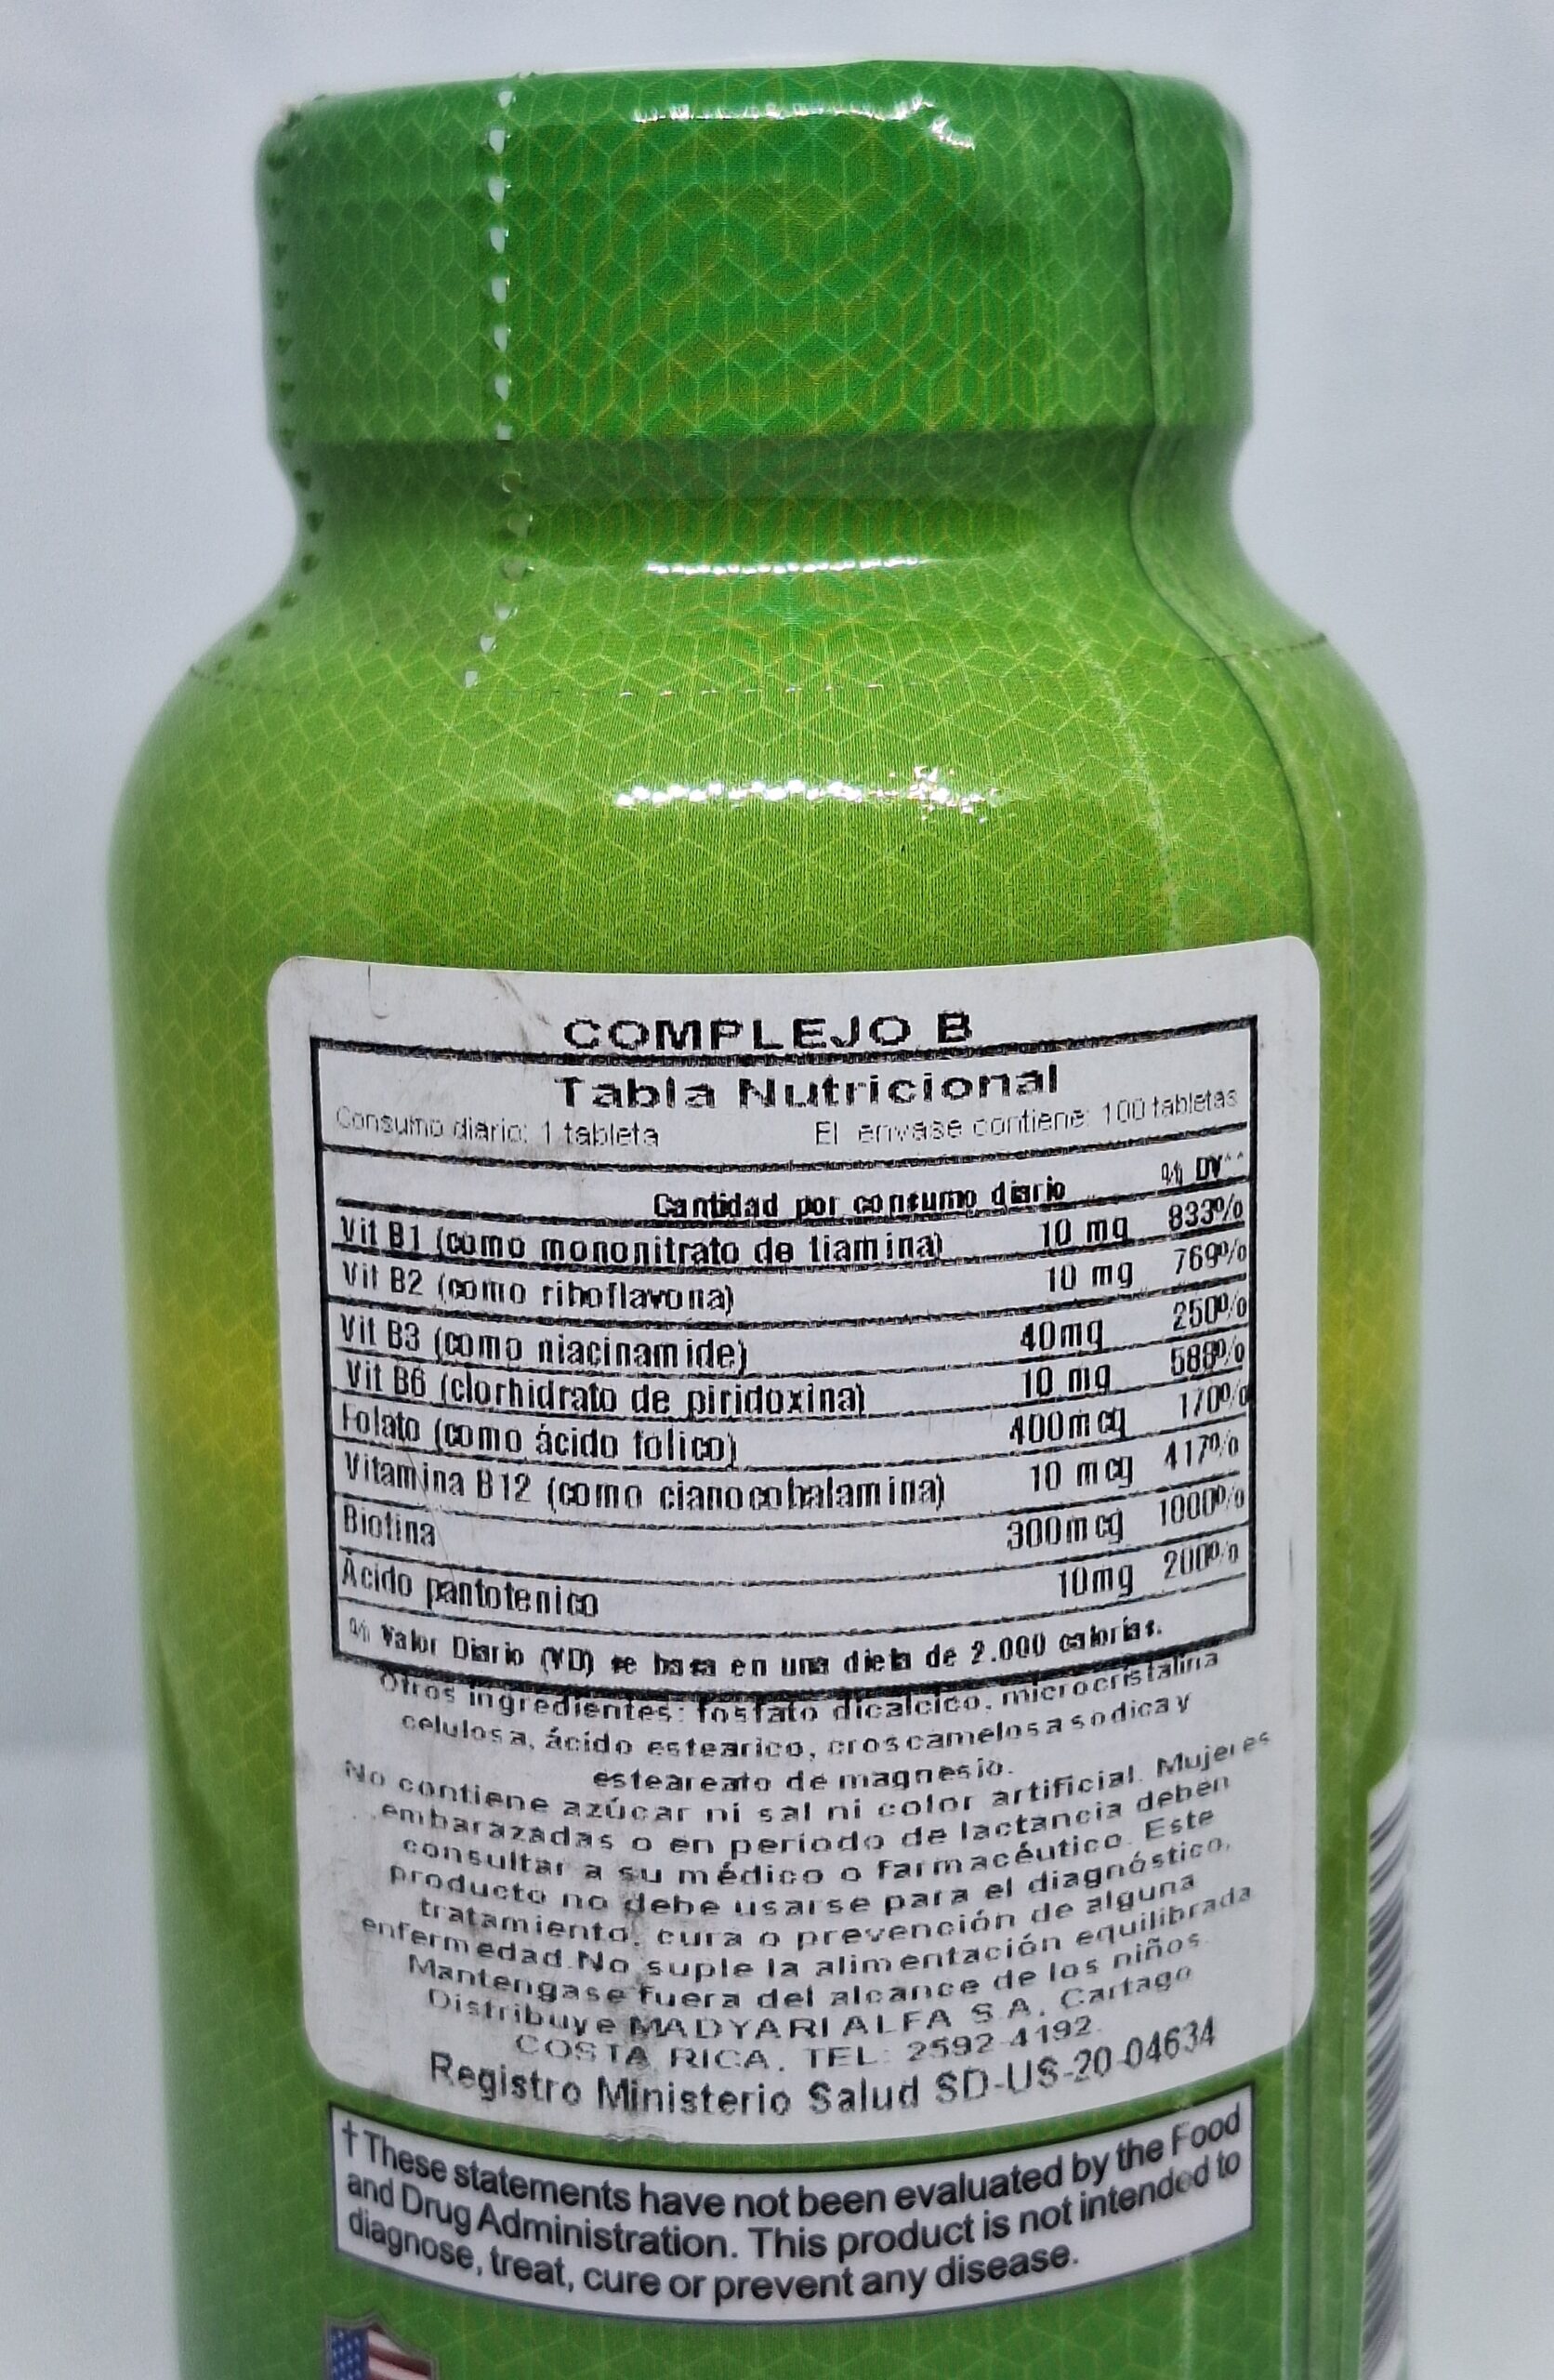 COMPLEJO B
Tabla Nutricional
Consumo diario: 1 tableta El envase contiene: 100 tabletas
Cantidad por consumo diario % DV**
Vit B1 (como mononitrato de tiamina) 10 mg 833%
Vit B2 (como riboflavona) 10 mg 769%
Vit B3 (como niacinamide) 40mg 250%
Vit B6 (clorhidrato de piridoxina) 10 mg 588%
Folato (como ácido folico) 400mcg 170%
Vitamina B12 (como cianocobalamina) 10 mcg 417%
Biotina 300mcg 1000%
Acido pantotenico 10mg 200%
% Valor Diario (VD) se basa en una dieta de 2.000 calorías.
Otros ingredientes: fosfato dicalcico, microcristalina
celulosa, ácido estearico, croscamelosa sodica y
esteareato de magnesio.
No contiene azúcar ni sal ni color artificial. Mujeres
embarazadas o en periodo de lactancia deben
consultar a su médico o farmacéutico. Este
producto no debe usarse para el diagnóstico,
tratamiento, cura o prevención de alguna
enfermedad. No suple la alimentación equilibrada
Mantengase fuera del alcance de los niños
Distribuye MADYARI ALFA S.A. Cartago
COSTA RICA. TEL: 2592-4192.
Registro Ministerio Salud SD-US-20-04634
† These statements have not been evaluated by the Food
and Drug Administration. This product is not intended to
diagnose, treat, cure or prevent any disease.